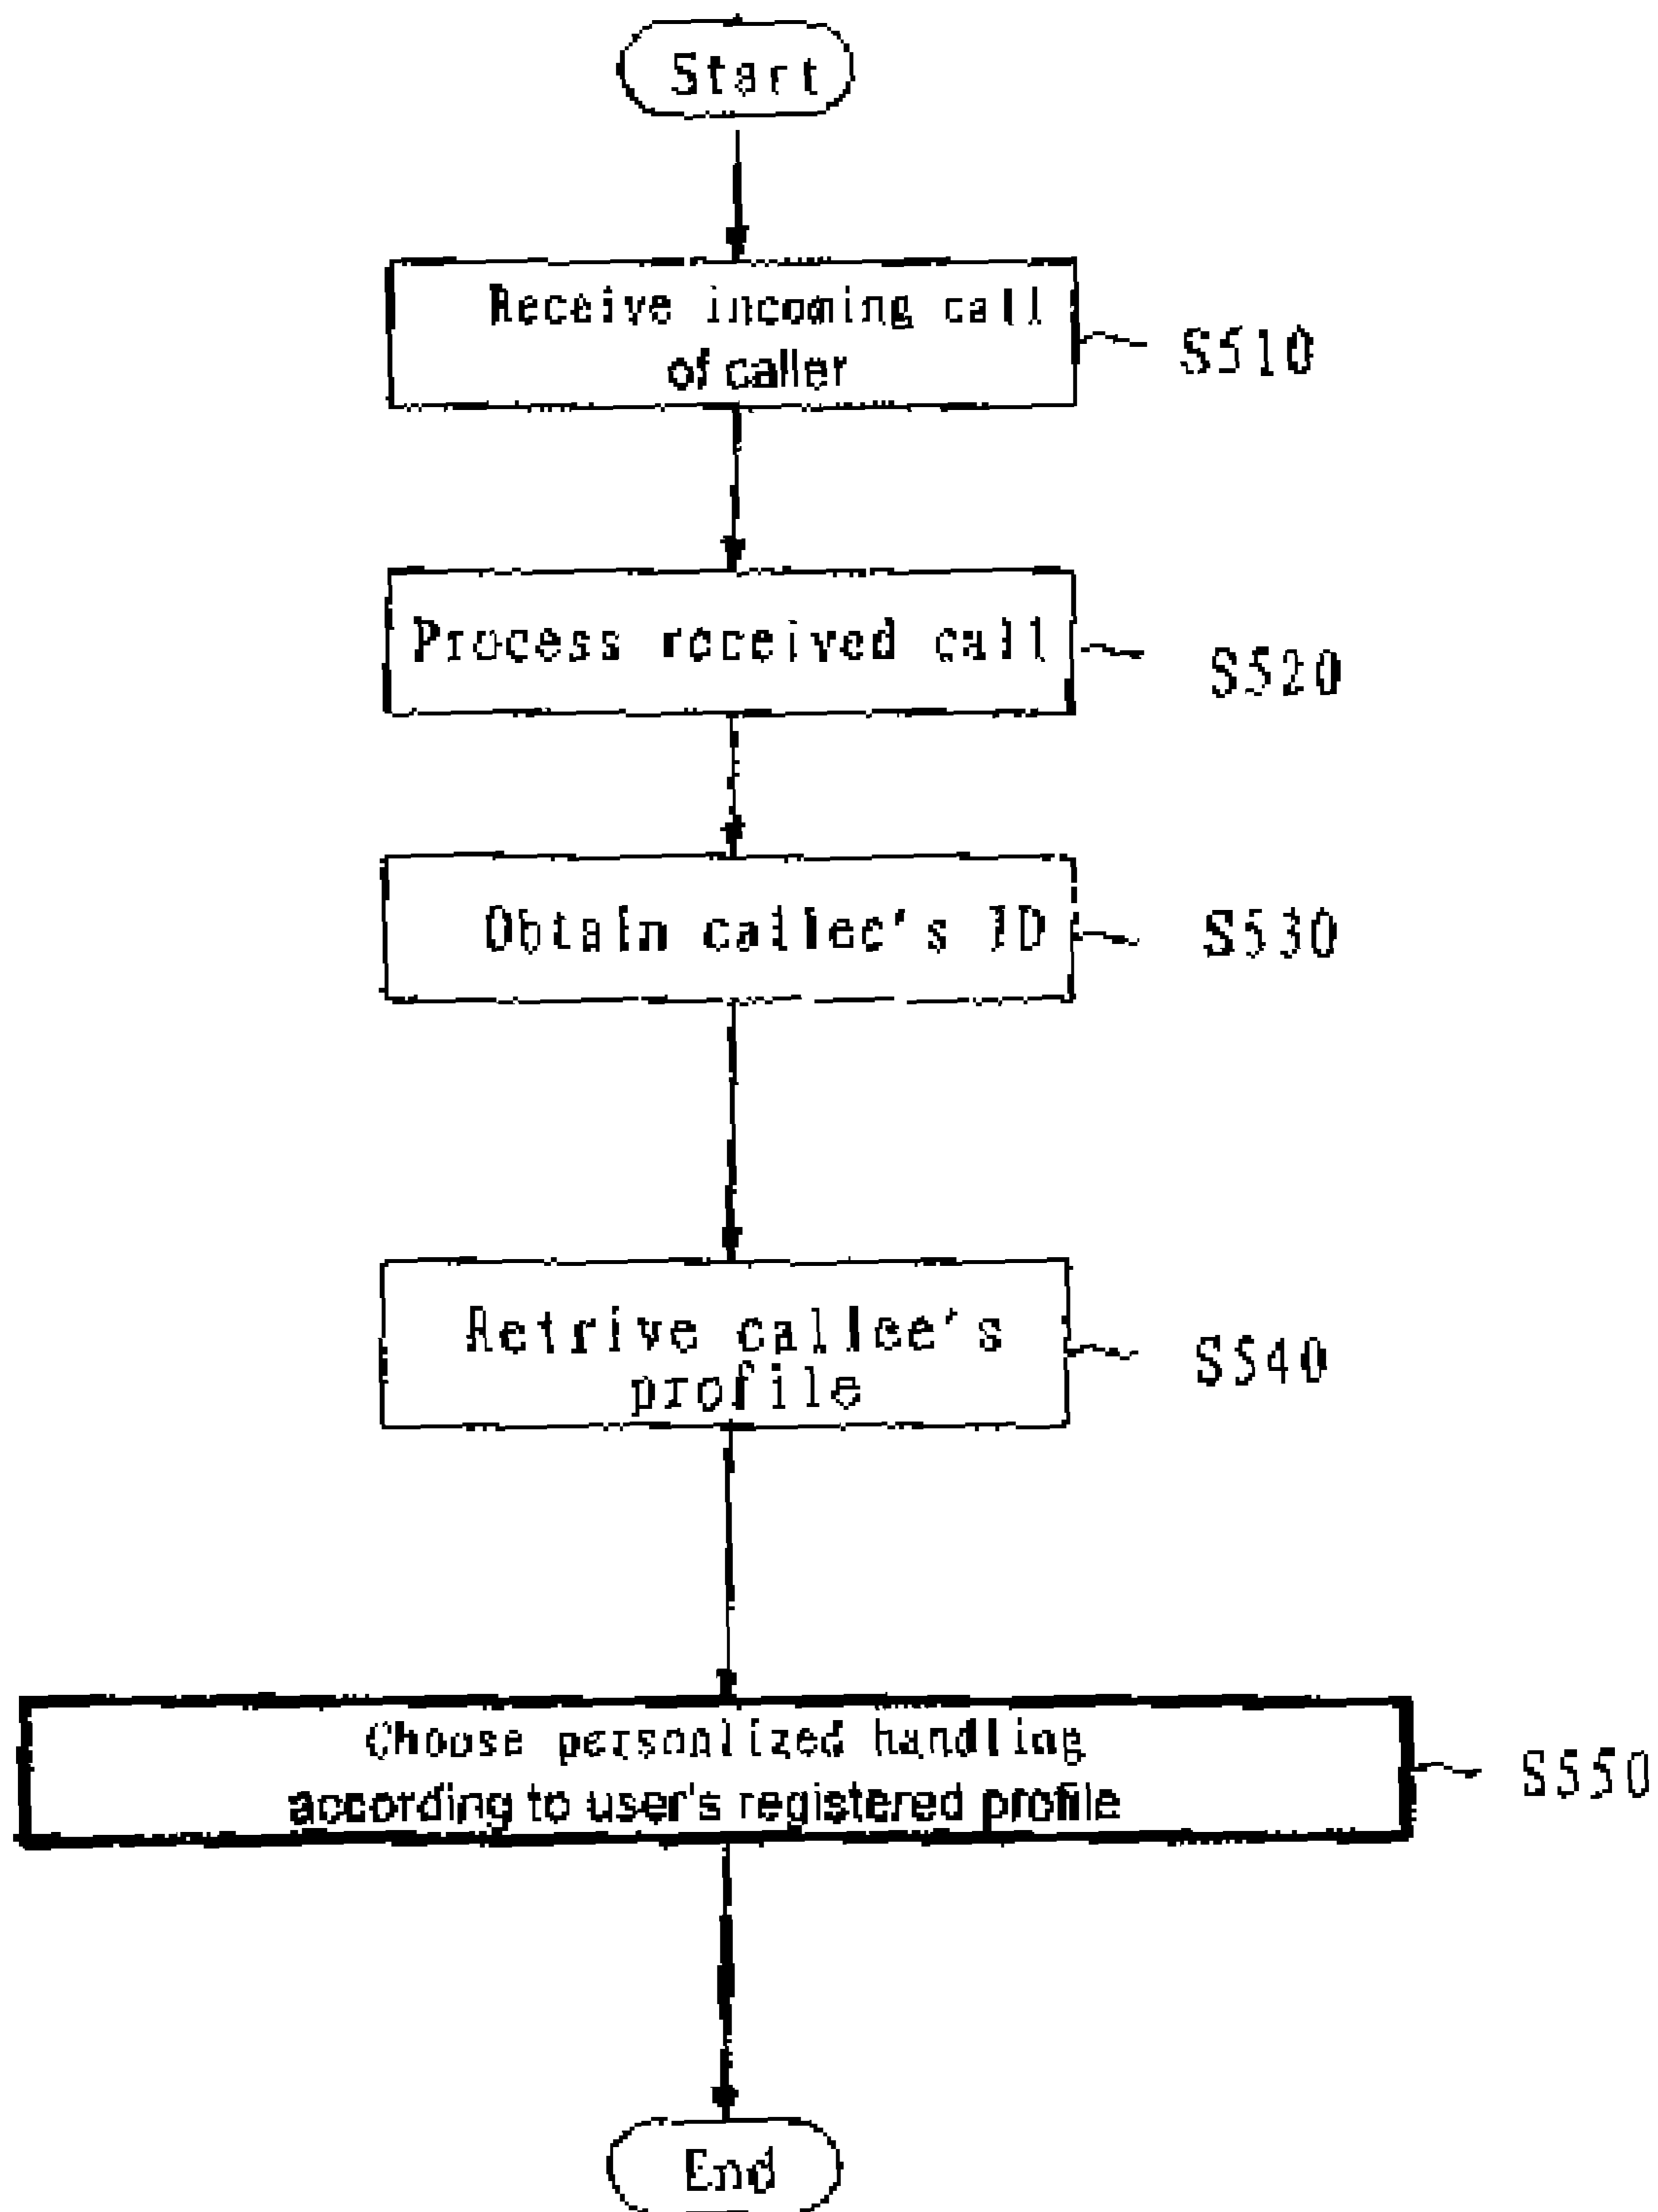 Start
Receive incoming call
of caller
S510
Process received call
S520
Obtain callee's ID
S530
Retrive callee's
profile
S540
Choose personalized handling
according to user's registered profile
S550
End